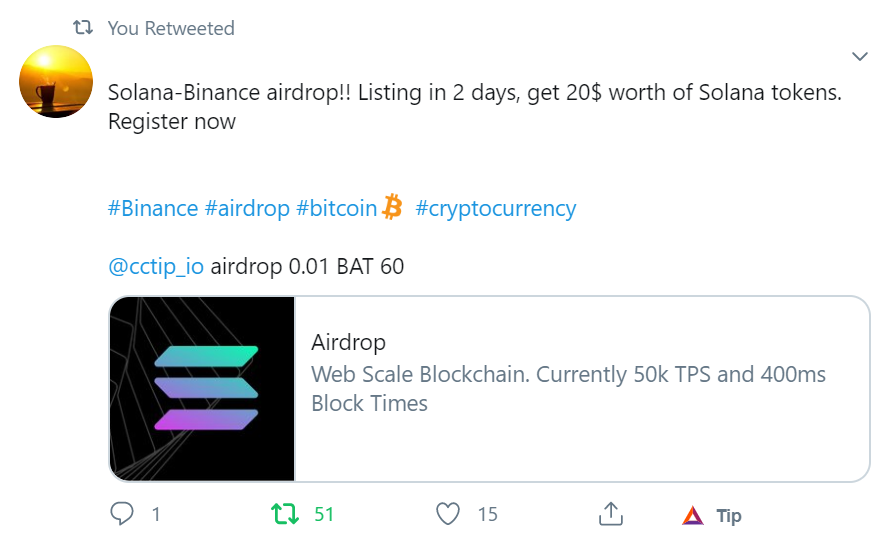 You Retweeted
Solana-Binance airdrop!! Listing in 2 days, get 20$ worth of Solana tokens.
Register now
#Binance #airdrop #bitcoin #cryptocurrency
@cctip_io airdrop 0.01 BAT 60
Airdrop
Web Scale Blockchain. Currently 50k TPS and 400ms
Block Times
1 51 15 Tip